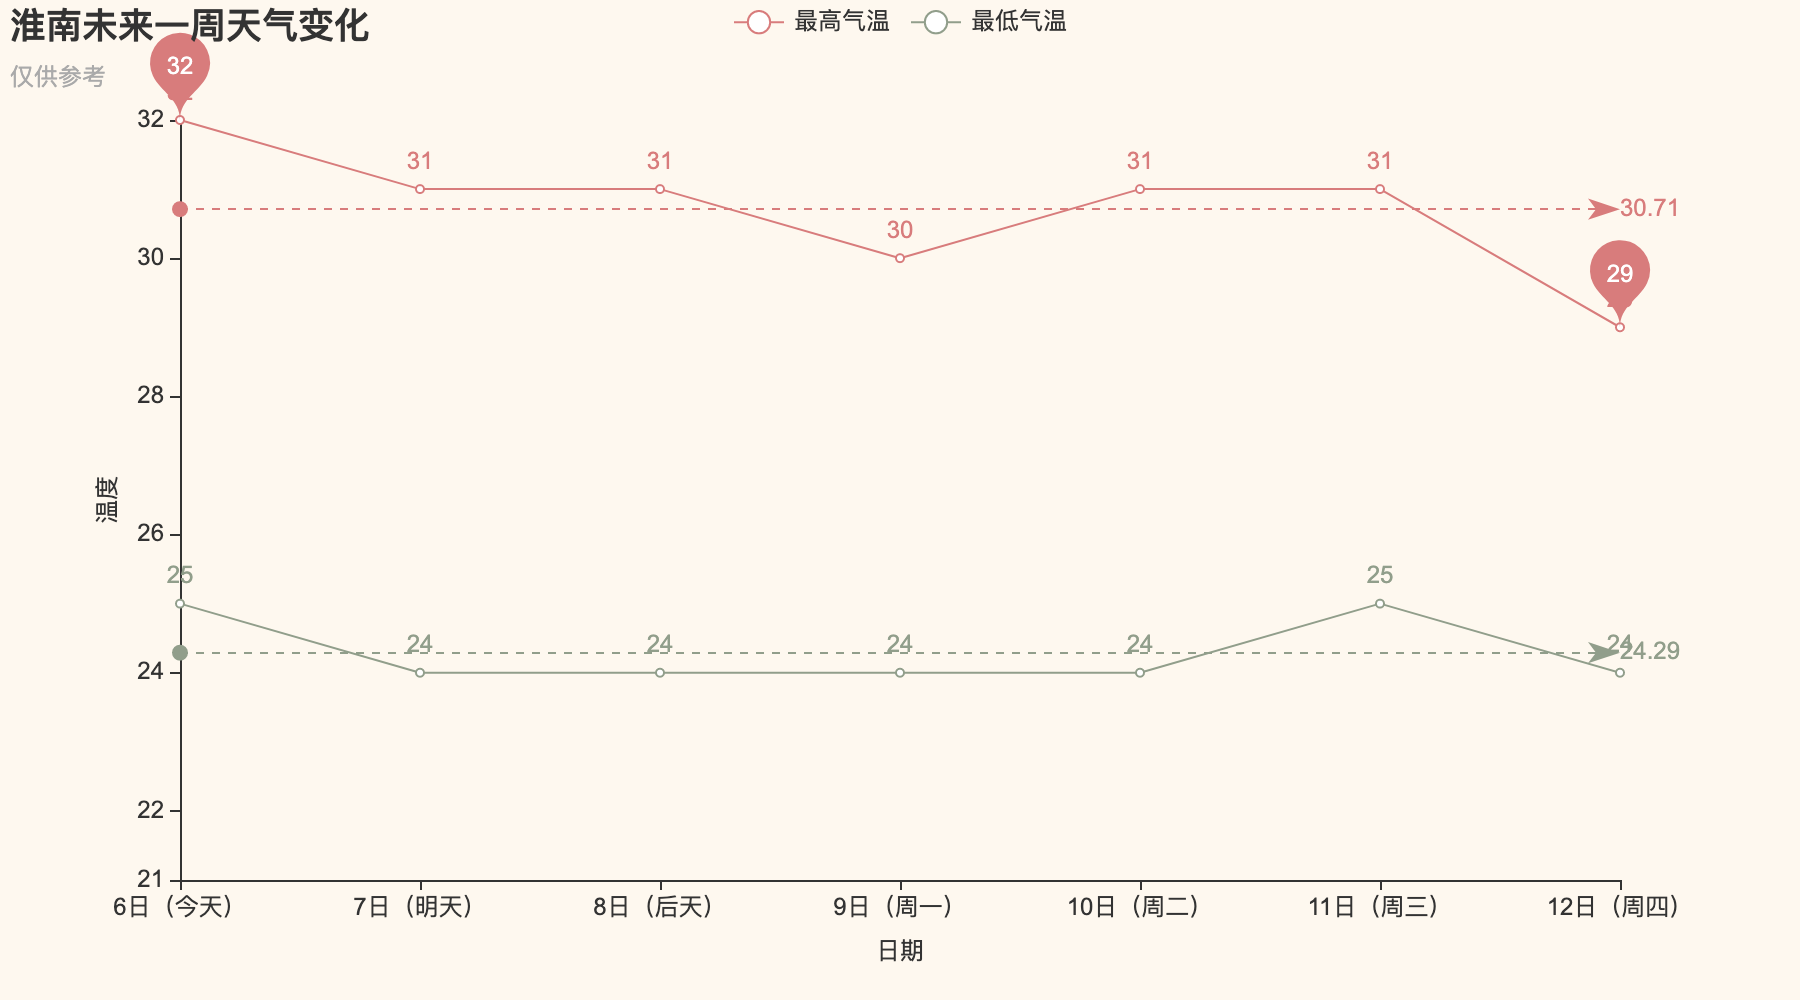 淮南未来一周天气变化
仅供参考
最高气温
最低气温
32
31
31
30
31
31
29
30.71
25
24
24
24
24
25
24
24.29
温度
32
30
28
26
24
22
21
6日（今天）
7日（明天）
8日（后天）
9日（周一）
10日（周二）
11日（周三）
12日（周四）
日期